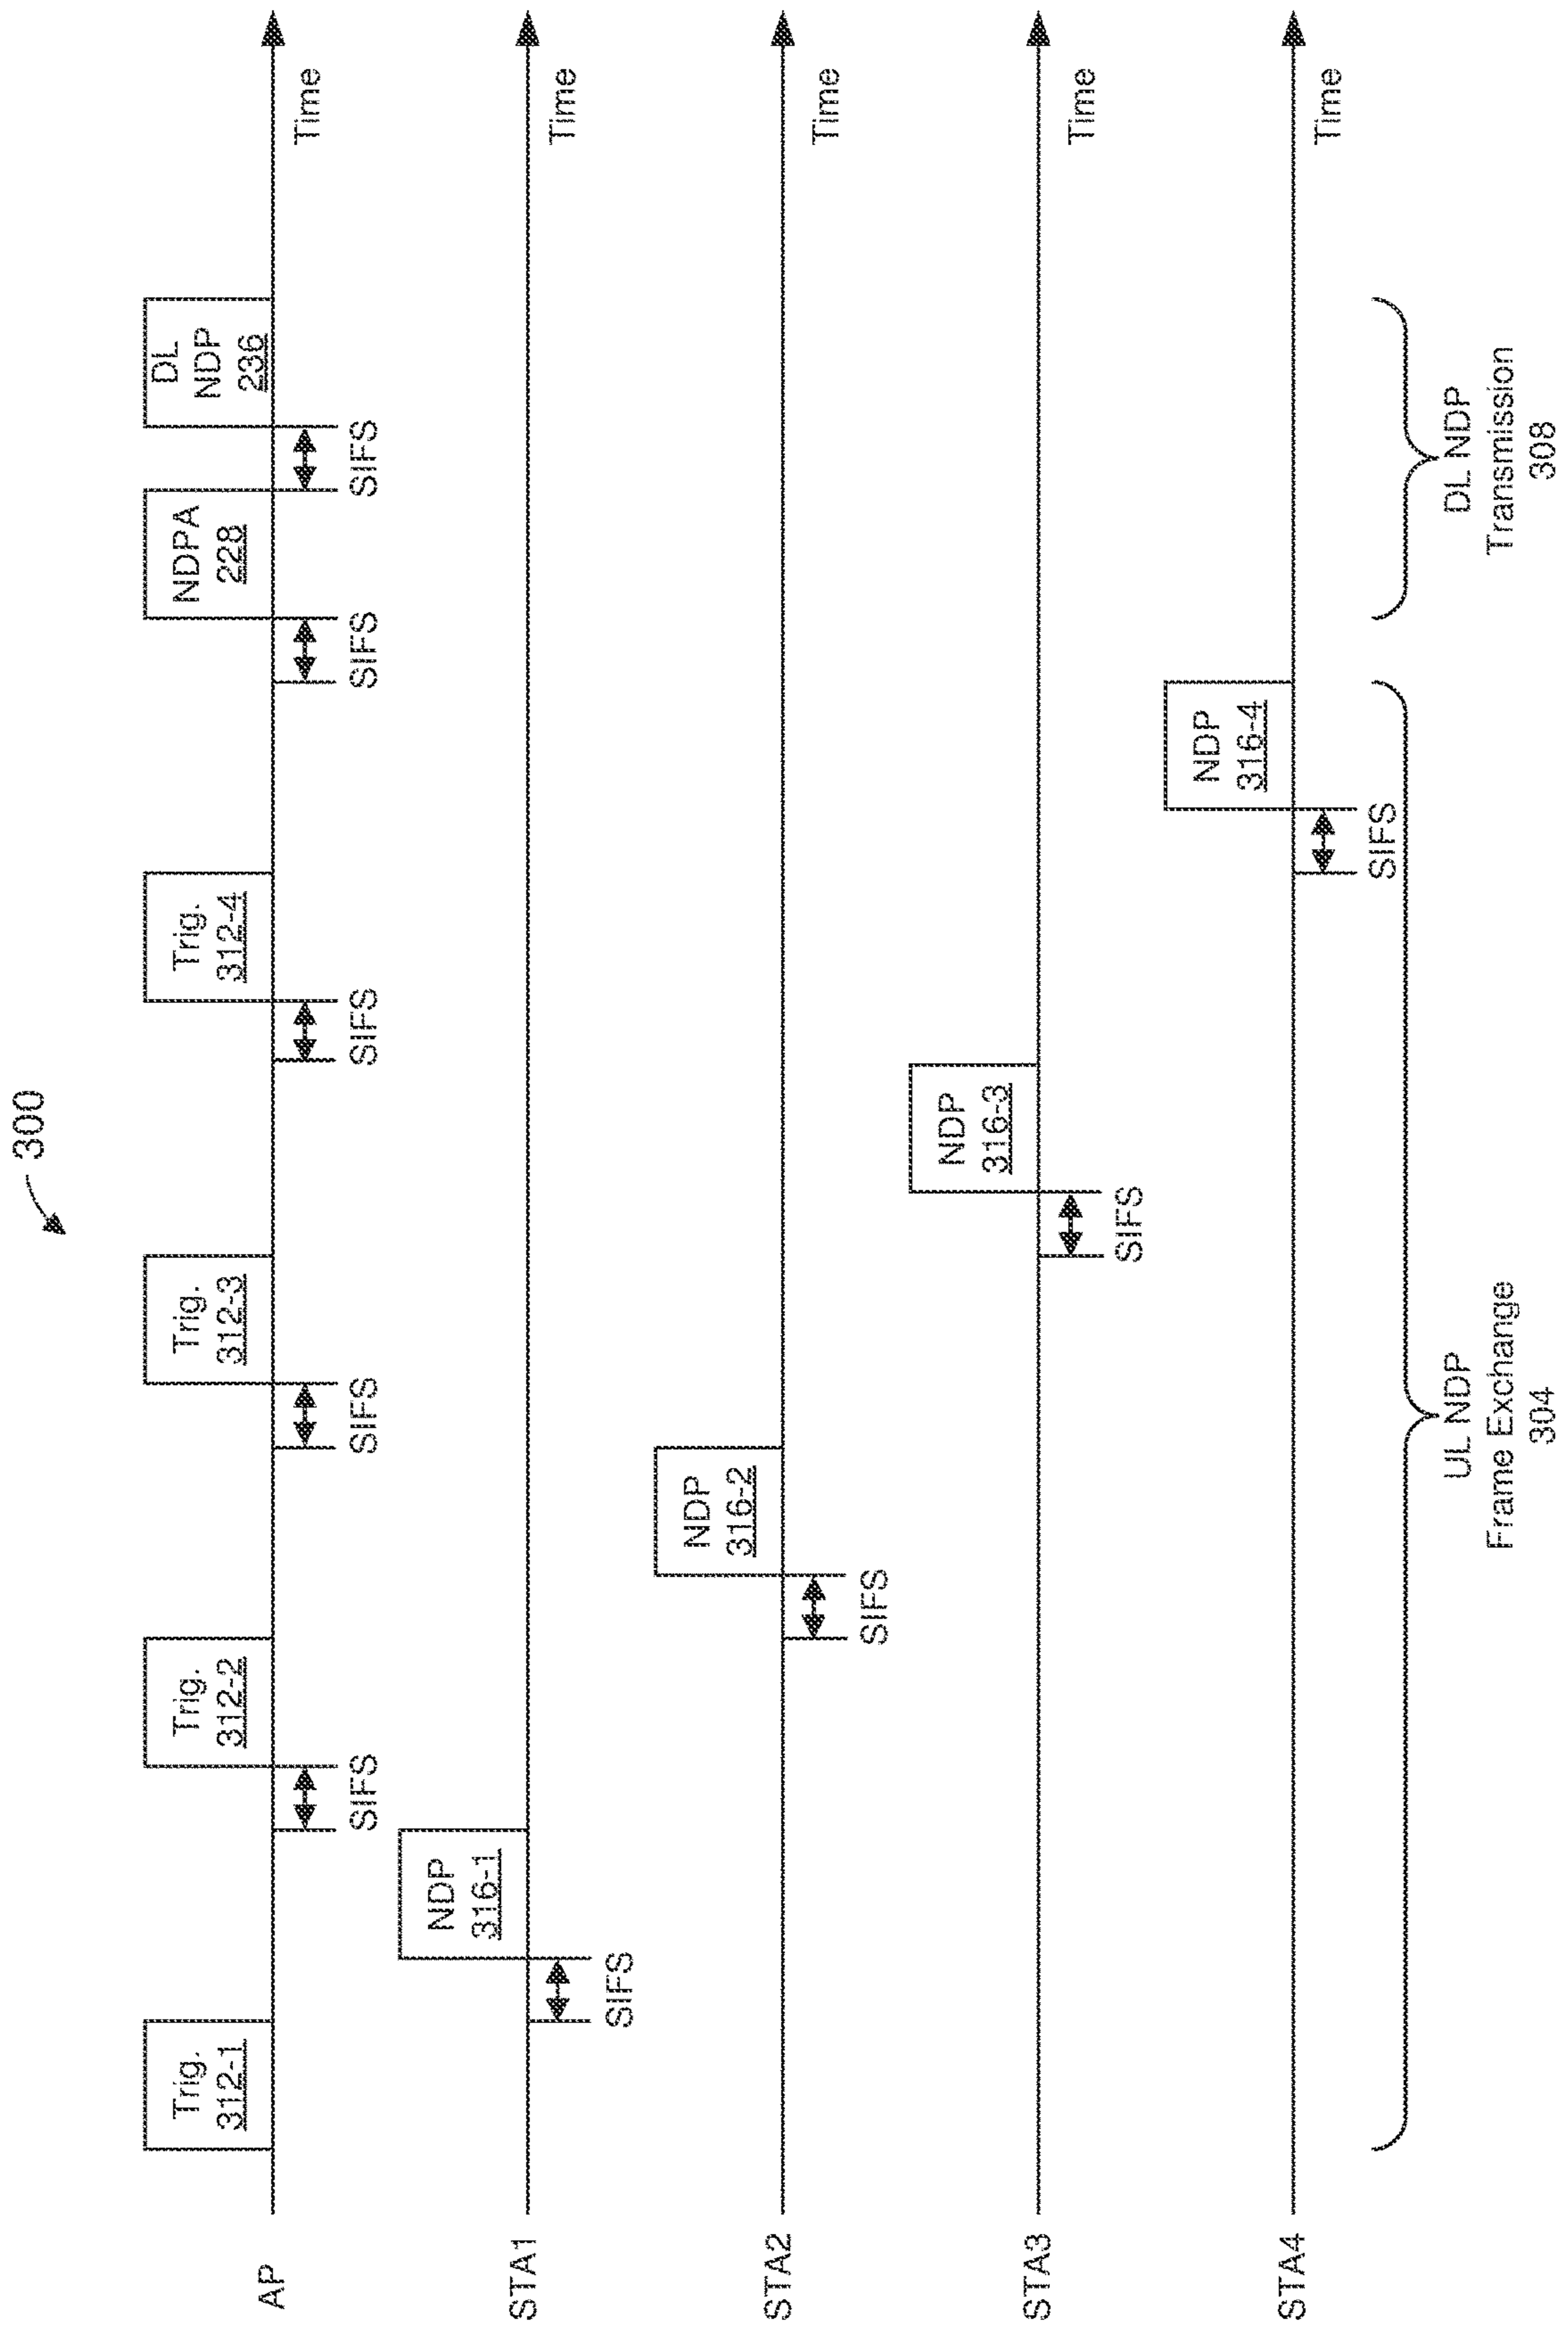 300
AP
Trig.
312-1
SIFS
Trig.
312-2
SIFS
Trig.
312-3
SIFS
Trig.
312-4
SIFS
NDPA
228
SIFS
DL
NDP
236
Time
STA1
SIFS
NDP
316-1
Time
STA2
SIFS
NDP
316-2
Time
STA3
SIFS
NDP
316-3
Time
STA4
SIFS
NDP
316-4
Time
UL NDP
Frame Exchange
304
DL NDP
Transmission
308